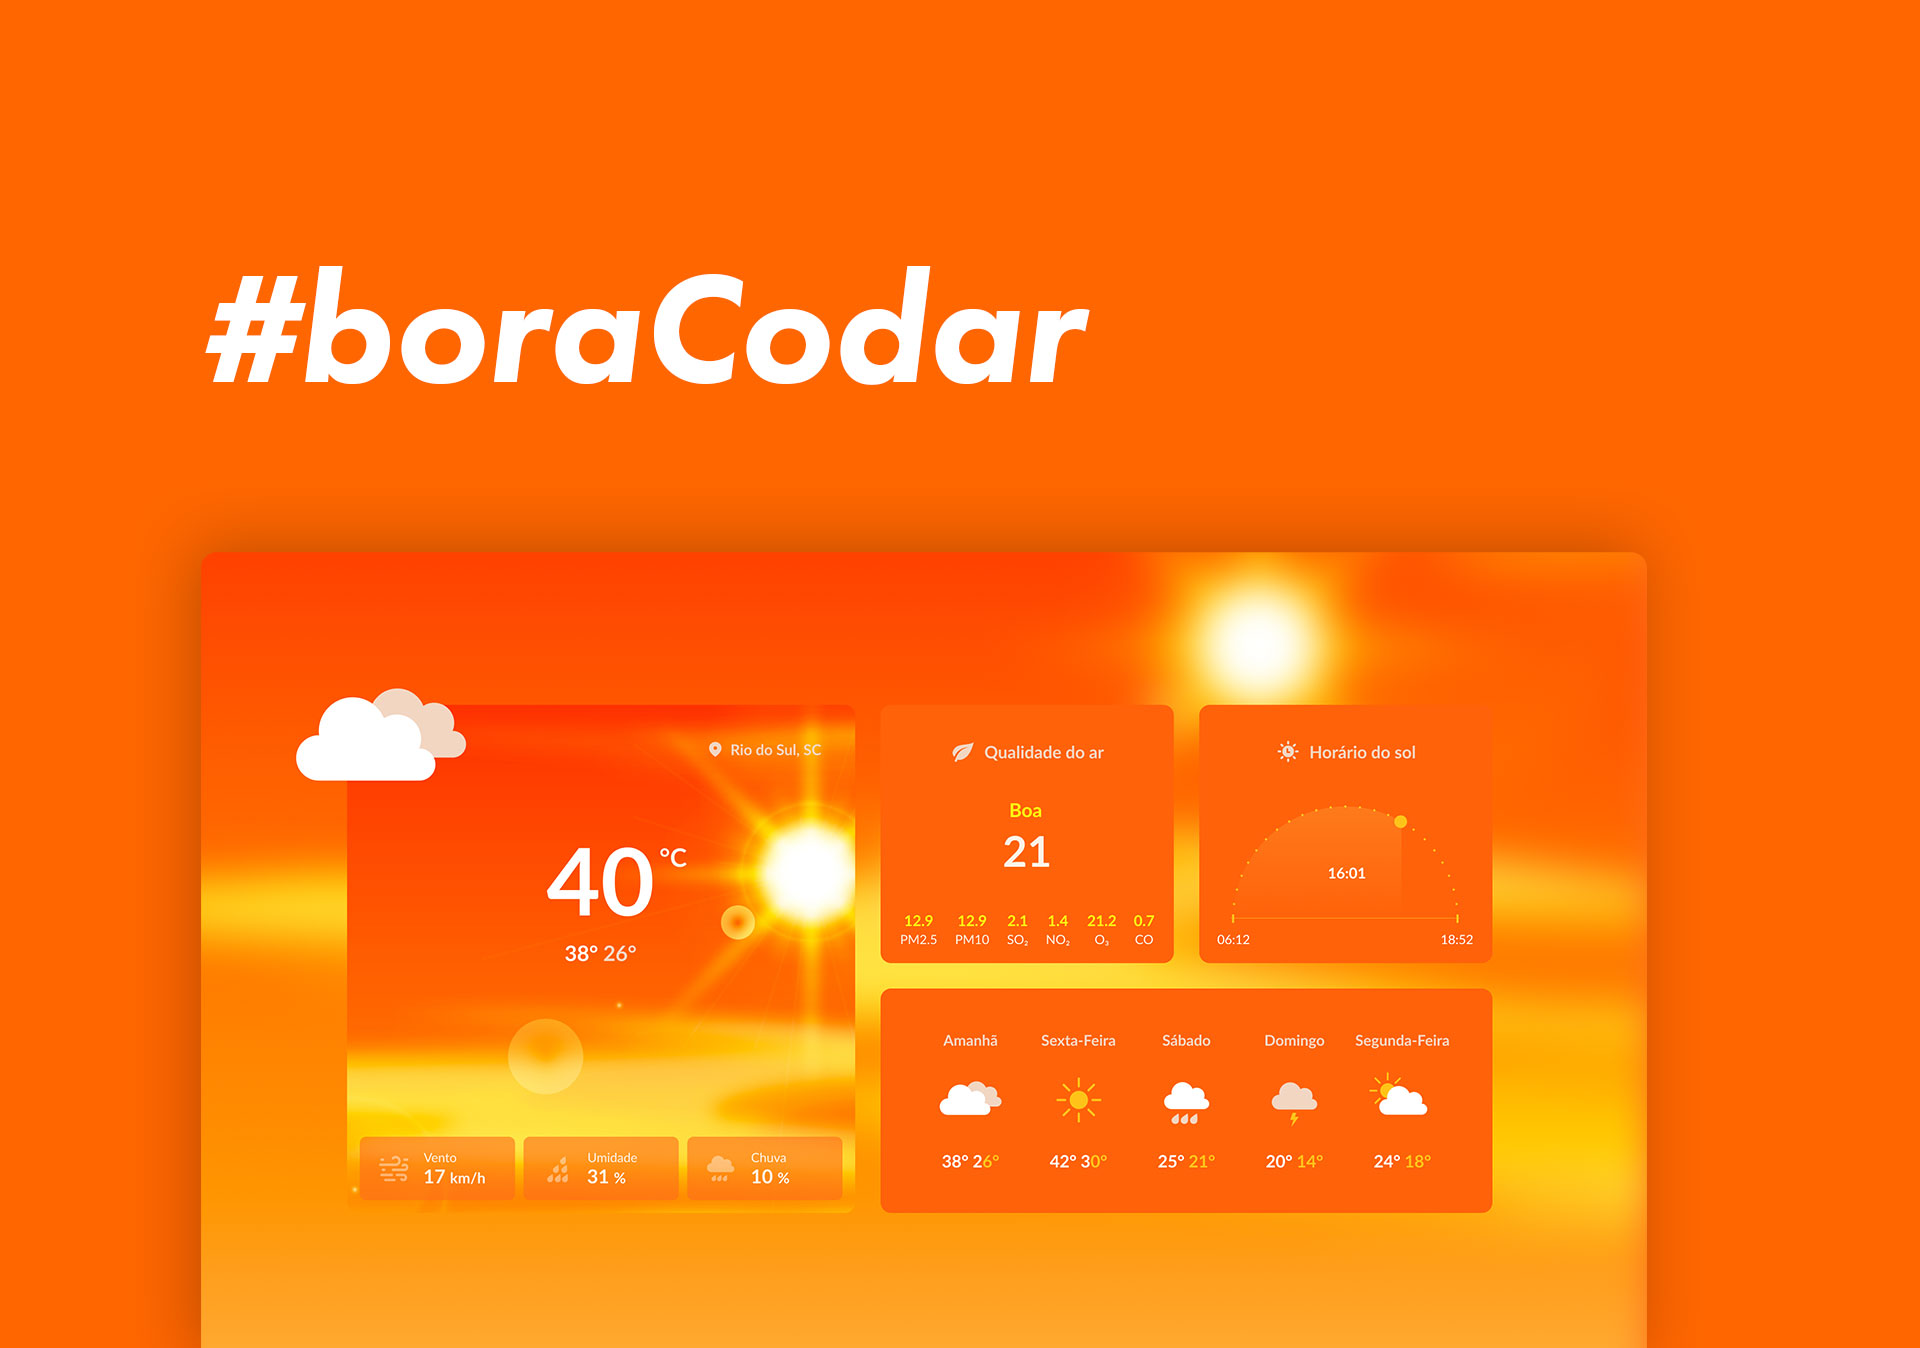 #boraCodar
Rio do Sul, SC
40 °C
38° 26°
Vento
17 km/h
Umidade
31 %
Chuva
10 %
Qualidade do ar
Boa
21
12.9 12.9 2.1 1.4 21.2 0.7
PM2.5 PM10 SO₂ NO₂ O₃ CO
Horário do sol
16:01
06:12 18:52
Amanhã Sexta-Feira Sábado Domingo Segunda-Feira
38° 26° 42° 30° 25° 21° 20° 14° 24° 18°